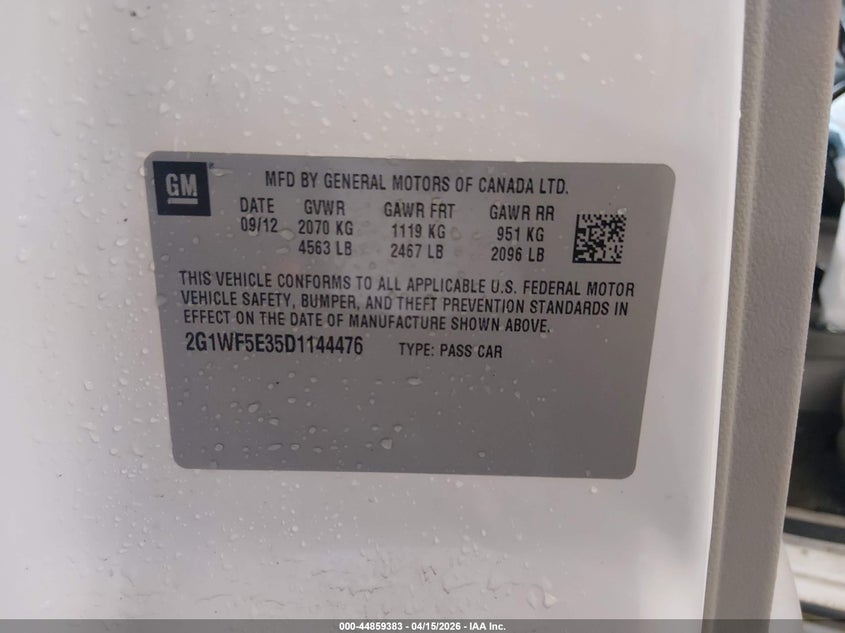 GM
MFD BY GENERAL MOTORS OF CANADA LTD.
DATE GVWR GAWR FRT GAWR RR
09/12 2070 KG 1119 KG 951 KG
4563 LB 2467 LB 2096 LB
THIS VEHICLE CONFORMS TO ALL APPLICABLE U.S. FEDERAL MOTOR
VEHICLE SAFETY, BUMPER, AND THEFT PREVENTION STANDARDS IN
EFFECT ON THE DATE OF MANUFACTURE SHOWN ABOVE.
2G1WF5E35D1144476 TYPE: PASS CAR
000-44859383 - 04/15/2026 - IAA Inc.